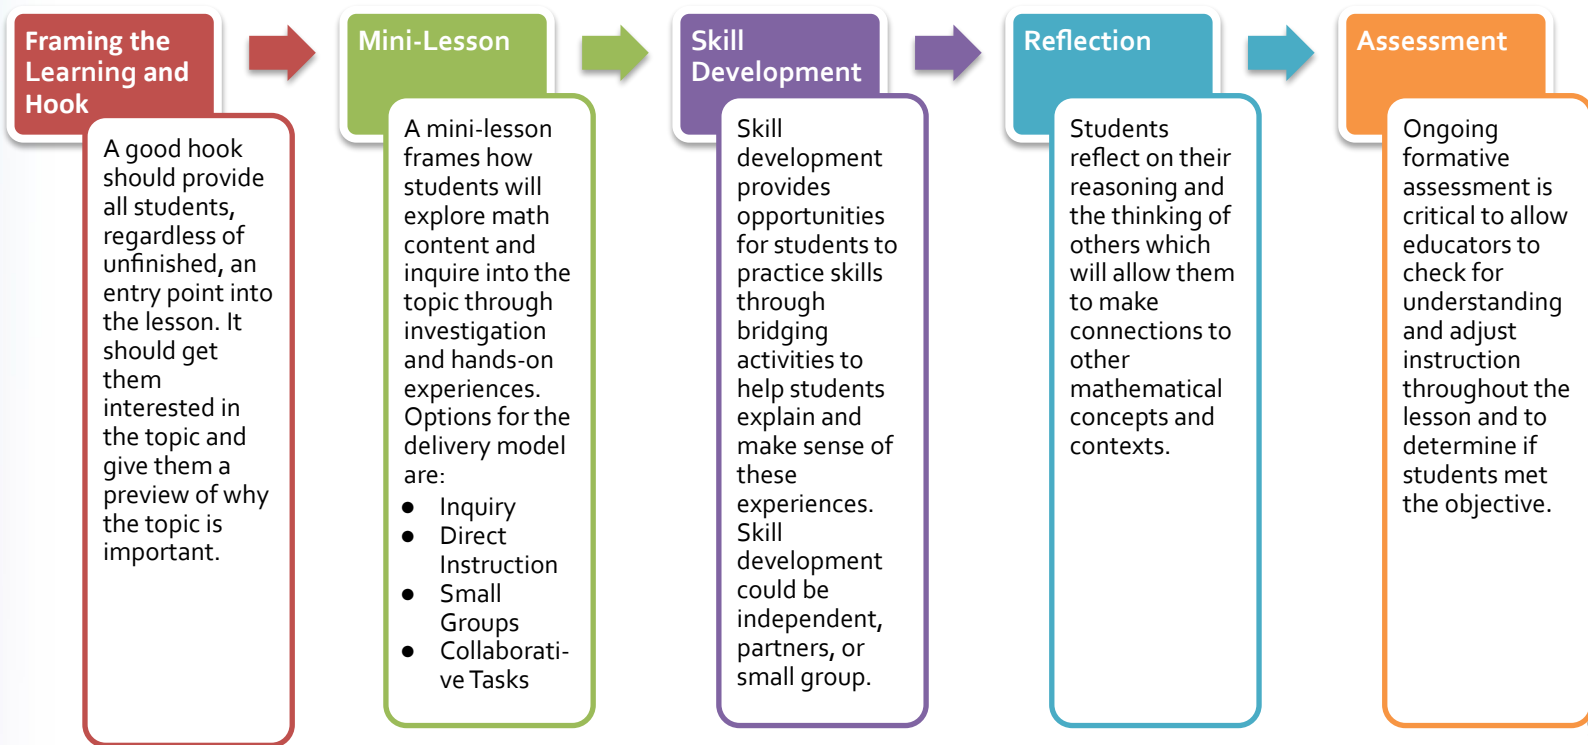 Framing the
Learning and
Hook
A good hook
should provide
all students,
regardless of
unfinished, an
entry point into
the lesson. It
should get
them
interested in
the topic and
give them a
preview of why
the topic is
important.
Mini-Lesson
A mini-lesson
frames how
students will
explore math
content and
inquire into the
topic through
investigation
and hands-on
experiences.
Options for the
delivery model
are:
● Inquiry
● Direct
Instruction
● Small
Groups
● Collaborati-
ve Tasks
Skill
Development
Skill
development
provides
opportunities
for students to
practice skills
through
bridging
activities to
help students
explain and
make sense of
these
experiences.
Skill
development
could be
independent,
partners, or
small group.
Reflection
Students
reflect on their
reasoning and
the thinking of
others which
will allow them
to make
connections to
other
mathematical
concepts and
contexts.
Assessment
Ongoing
formative
assessment is
critical to allow
educators to
check for
understanding
and adjust
instruction
throughout the
lesson and to
determine if
students met
the objective.